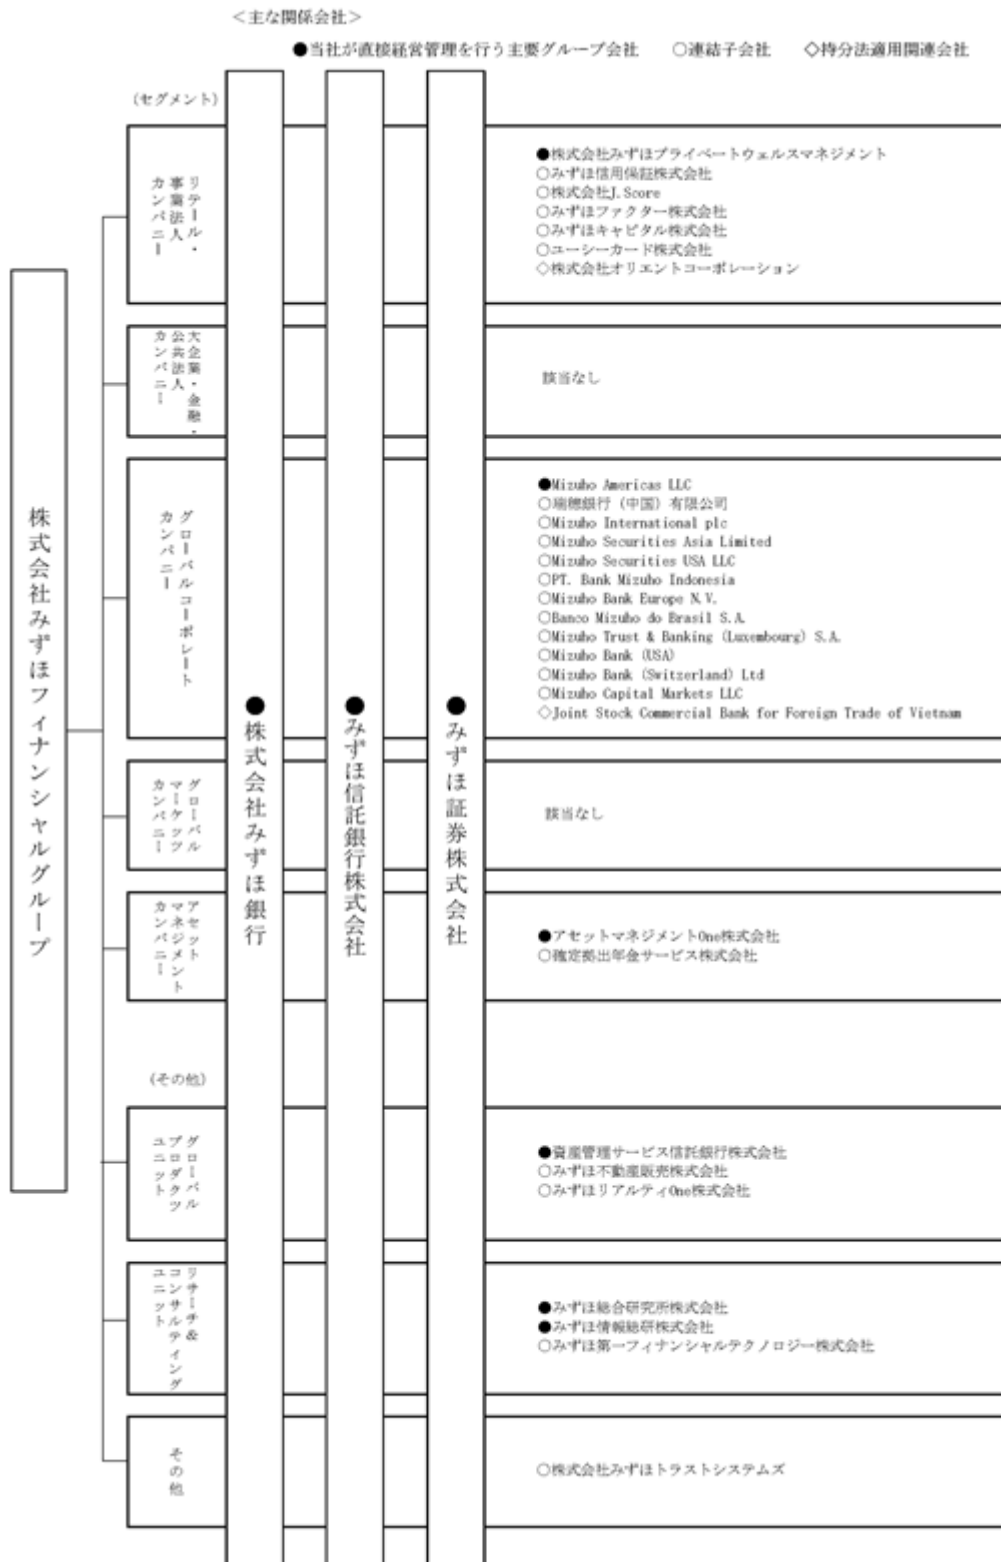 ＜主な関係会社＞
●当社が直接経営管理を行う主要グループ会社　○連結子会社　◇持分法適用関連会社
(セグメント)
株式会社みずほフィナンシャルグループ
●株式会社みずほ銀行
●みずほ信託銀行株式会社
●みずほ証券株式会社
リテール・
事業法人
カンパニー
●株式会社みずほプライベートウェルスマネジメント
○みずほ信用保証株式会社
○株式会社J.Score
○みずほファクター株式会社
○みずほキャピタル株式会社
○ユーシーカード株式会社
◇株式会社オリエントコーポレーション
大企業・金融・
公共法人
カンパニー
該当なし
グローバルコーポレート
カンパニー
●Mizuho Americas LLC
○瑞穂銀行（中国）有限公司
○Mizuho International plc
○Mizuho Securities Asia Limited
○Mizuho Securities USA LLC
○PT. Bank Mizuho Indonesia
○Mizuho Bank Europe N.V.
○Banco Mizuho do Brasil S.A.
○Mizuho Trust & Banking (Luxembourg) S.A.
○Mizuho Bank (USA)
○Mizuho Bank (Switzerland) Ltd
○Mizuho Capital Markets LLC
◇Joint Stock Commercial Bank for Foreign Trade of Vietnam
グローバル
マーケッツ
カンパニー
該当なし
アセット
マネジメント
カンパニー
●アセットマネジメントOne株式会社
○確定拠出年金サービス株式会社
(その他)
グローバル
プロダクツ
ユニット
●資産管理サービス信託銀行株式会社
○みずほ不動産販売株式会社
○みずほリアルティOne株式会社
リサーチ&
コンサルティング
ユニット
●みずほ総合研究所株式会社
●みずほ情報総研株式会社
○みずほ第一フィナンシャルテクノロジー株式会社
その他
○株式会社みずほトラストシステムズ